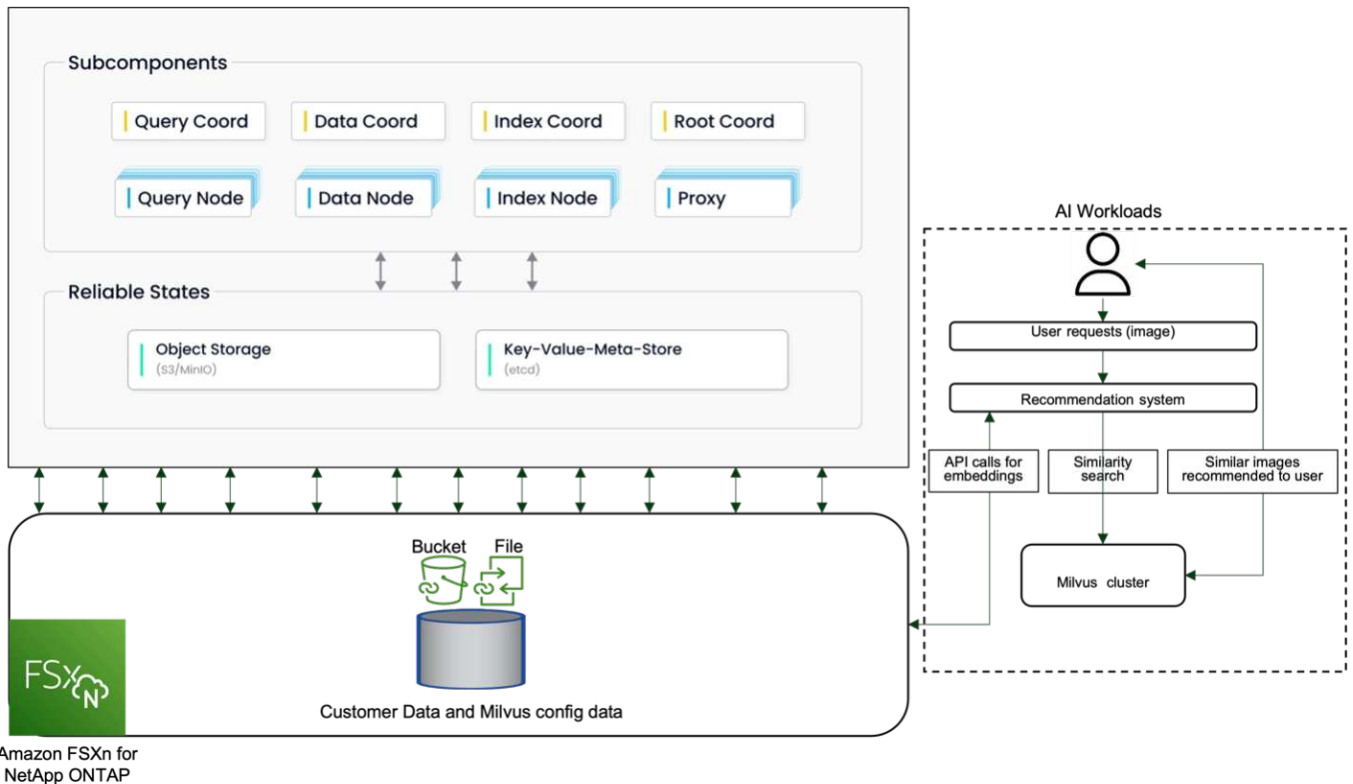 Subcomponents
Query Coord
Data Coord
Index Coord
Root Coord
Query Node
Data Node
Index Node
Proxy
Reliable States
Object Storage
(S3/MinIO)
Key-Value-Meta-Store
(etcd)
Bucket
File
FSx
N
Customer Data and Milvus config data
Amazon FSXn for
NetApp ONTAP
AI Workloads
User requests (image)
Recommendation system
API calls for
embeddings
Similarity
search
Similar images
recommended to user
Milvus cluster